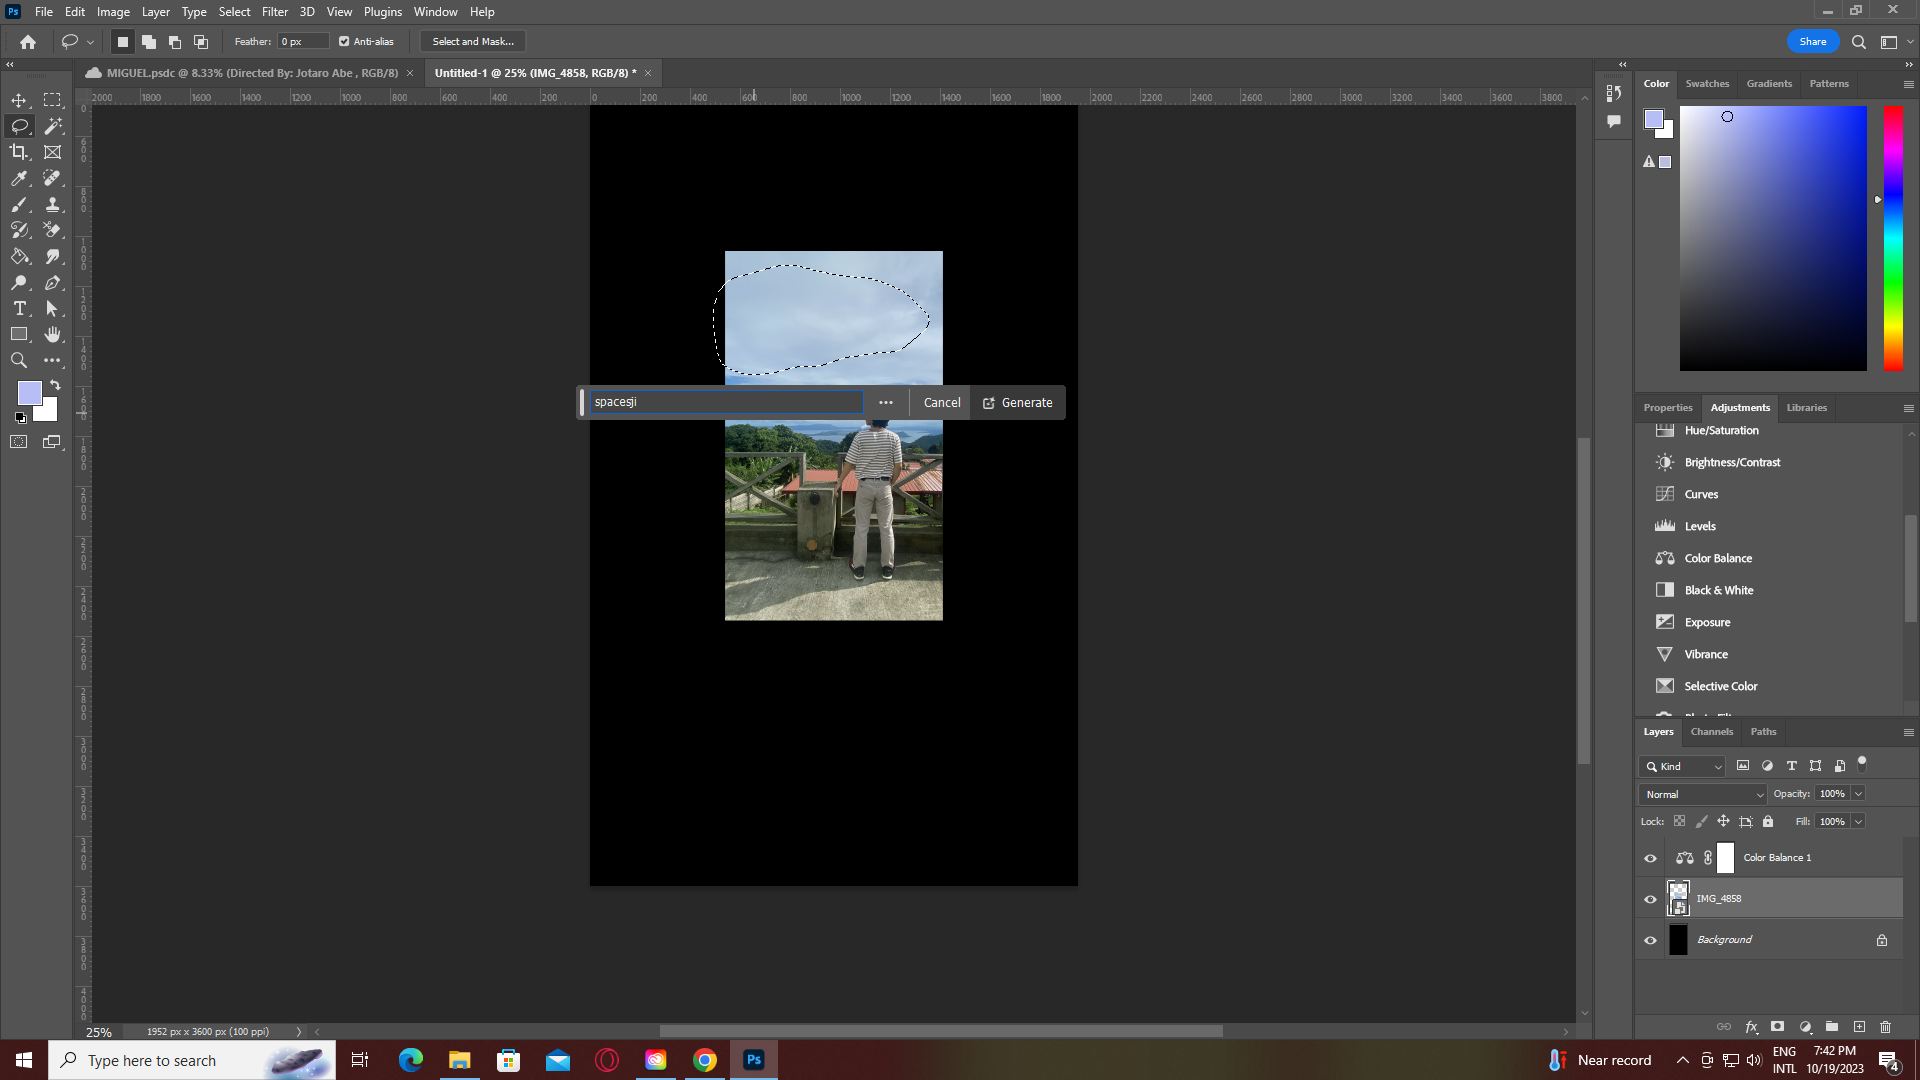 Ps File Edit Image Layer Type Select Filter 3D View Plugins Window Help
Feather: 0 px Anti-alias Select and Mask... Share
MIGUEL.psdc @ 8.33% (Directed By: Jotaro Abe , RGB/8) × Untitled-1 @ 25% (IMG_4858, RGB/8) * ×
2000 1800 1600 1400 1200 1000 800 600 400 200 0 200 400 600 800 1000 1200 1400 1600 1800 2000 2200 2400 2600 2800 3000 3200 3400 3600 3800
Color Swatches Gradients Patterns
spacesji ... Cancel Generate
Properties Adjustments Libraries
Hue/Saturation
Brightness/Contrast
Curves
Levels
Color Balance
Black & White
Exposure
Vibrance
Selective Color
Layers Channels Paths
Kind
Normal Opacity: 100%
Lock: Fill: 100%
Color Balance 1
IMG_4858
Background
25% 1952 px x 3600 px (100 ppi)
Type here to search
Ps
Near record
ENG
INTL
7:42 PM
10/19/2023
4